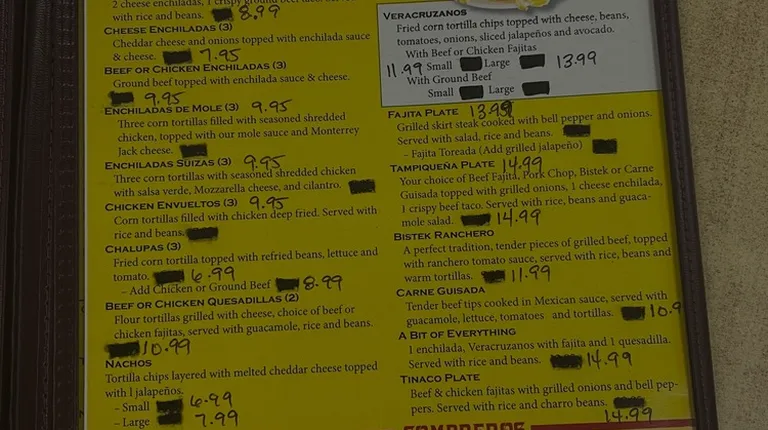 2 cheese enchiladas, 1 crispy ground beef taco. Served
with rice and beans. 8.99
CHEESE ENCHILADAS (3)
Cheddar cheese and onions topped with enchilada sauce
& cheese. 7.95
BEEF OR CHICKEN ENCHILADAS (3)
Ground beef topped with enchilada sauce & cheese.
9.95
ENCHILADAS DE MOLE (3) 9.95
Three corn tortillas filled with seasoned shredded
chicken, topped with our mole sauce and Monterrey
Jack cheese.
ENCHILADAS SUIZAS (3) 9.95
Three corn tortillas with seasoned shredded chicken
with salsa verde, Mozzarella cheese, and cilantro.
CHICKEN ENVUELTOS (3) 9.95
Corn tortillas filled with chicken deep fried. Served with
rice and beans.
CHALUPAS (3)
Fried corn tortilla topped with refried beans, lettuce and
tomato. 6.99
- Add Chicken or Ground Beef 8.99
BEEF OR CHICKEN QUESADILLAS (2)
Flour tortillas grilled with cheese, choice of beef or
chicken fajitas, served with guacamole, rice and beans.
10.99
NACHOS
Tortilla chips layered with melted cheddar cheese topped
with l jalapeños.
- Small 6.99
- Large 7.99
VERACRUZANOS
Fried corn tortilla chips topped with cheese, beans,
tomatoes, onions, sliced jalapeños and avocado.
With Beef or Chicken Fajitas
11.99 Small Large 13.99
With Ground Beef
Small Large
FAJITA PLATE 13.99
Grilled skirt steak cooked with bell pepper and onions.
Served with salad, rice and beans.
- Fajita Toreada (Add grilled jalapeño)
TAMPIQUEÑA PLATE 14.99
Your choice of Beef Fajita, Pork Chop, Bistek or Carne
Guisada topped with grilled onions, 1 cheese enchilada,
1 crispy beef taco. Served with rice, beans and guaca-
mole salad. 14.99
BISTEK RANCHERO
A perfect tradition, tender pieces of grilled beef, topped
with ranchero tomato sauce, served with rice, beans and
warm tortillas. 11.99
CARNE GUISADA
Tender beef tips cooked in Mexican sauce, served with
guacamole, lettuce, tomatoes and tortillas. 10.9
A BIT OF EVERYTHING
1 enchilada, Veracruzanos with fajita and 1 quesadilla.
Served with rice and beans. 14.99
TINACO PLATE
Beef & chicken fajitas with grilled onions and bell pep-
pers. Served with rice and charro beans.
14.99
SOMBREROS